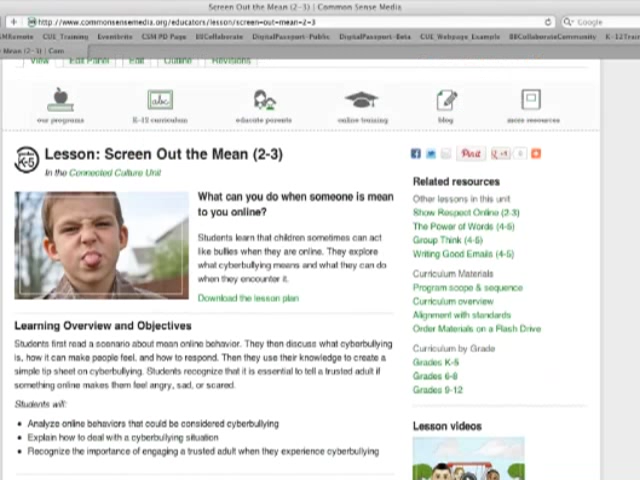 Screen Out the Mean (2-3) | Common Sense Media
http://www.commonsensemedia.org/educators/lesson/screen-out-mean-2-3
Google
CUE_Training Eventbrite CSM PD Page BBCollaborate DigitalPassport-Public DigitalPassport-Beta CUE_Webpage_Example BBCollaborateCommunity
Mean (2-3) | Com...
View Edit Panel Edit Outline Revisions
our programs K-12 curriculum educate parents online training blog more resources
K-5
Lesson: Screen Out the Mean (2-3)
In the Connected Culture Unit
Pin it
What can you do when someone is mean
to you online?
Students learn that children sometimes can act
like bullies when they are online. They explore
what cyberbullying means and what they can do
when they encounter it.
Download the lesson plan
Learning Overview and Objectives
Students first read a scenario about mean online behavior. They then discuss what cyberbullying
is, how it can make people feel, and how to respond. Then they use their knowledge to create a
simple tip sheet on cyberbullying. Students recognize that it is essential to tell a trusted adult if
something online makes them feel angry, sad, or scared.
Students will:
Analyze online behaviors that could be considered cyberbullying
Explain how to deal with a cyberbullying situation
Recognize the importance of engaging a trusted adult when they experience cyberbullying
Related resources
Other lessons in this unit
Show Respect Online (2-3)
The Power of Words (4-5)
Group Think (4-5)
Writing Good Emails (4-5)
Curriculum Materials
Program scope & sequence
Curriculum overview
Alignment with standards
Order Materials on a Flash Drive
Curriculum by Grade
Grades K-5
Grades 6-8
Grades 9-12
Lesson videos